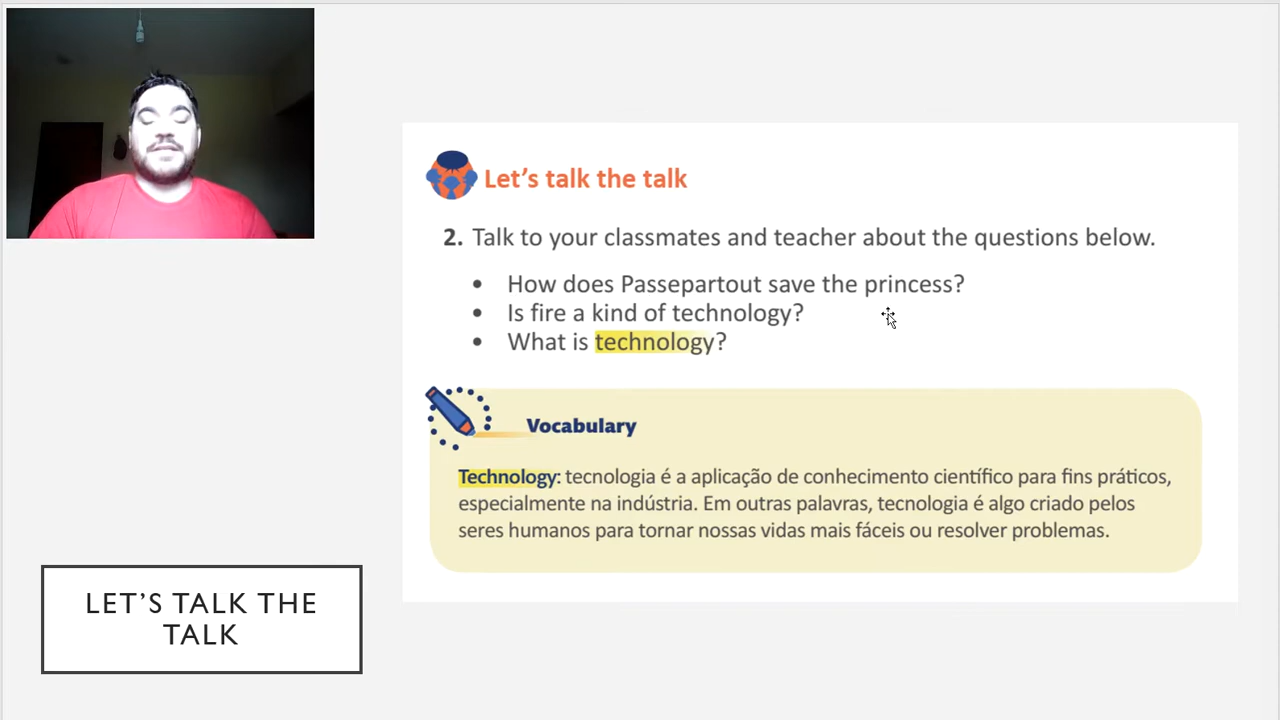 Let's talk the talk
2. Talk to your classmates and teacher about the questions below.
• How does Passepartout save the princess?
• Is fire a kind of technology?
• What is technology?
Vocabulary
Technology: tecnologia é a aplicação de conhecimento científico para fins práticos,
especialmente na indústria. Em outras palavras, tecnologia é algo criado pelos
seres humanos para tornar nossas vidas mais fáceis ou resolver problemas.
LET'S TALK THE
TALK